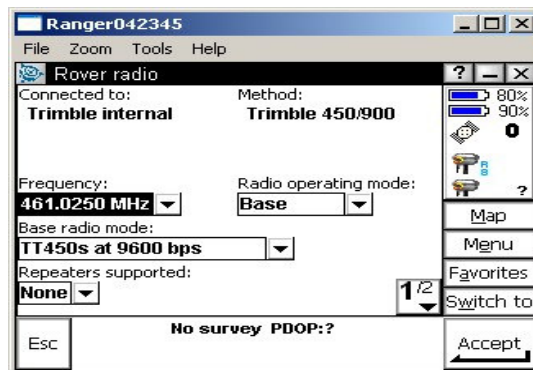 Ranger042345
File Zoom Tools Help
Rover radio
? – ×
Connected to: Method:
Trimble internal Trimble 450/900
80%
90%
0
Frequency: Radio operating mode:
461.0250 MHz Base
?
Base radio mode:
TT450s at 9600 bps
Repeaters supported:
None
1/2
Map
Menu
Favorites
Switch to
Esc
No survey PDOP:?
Accept